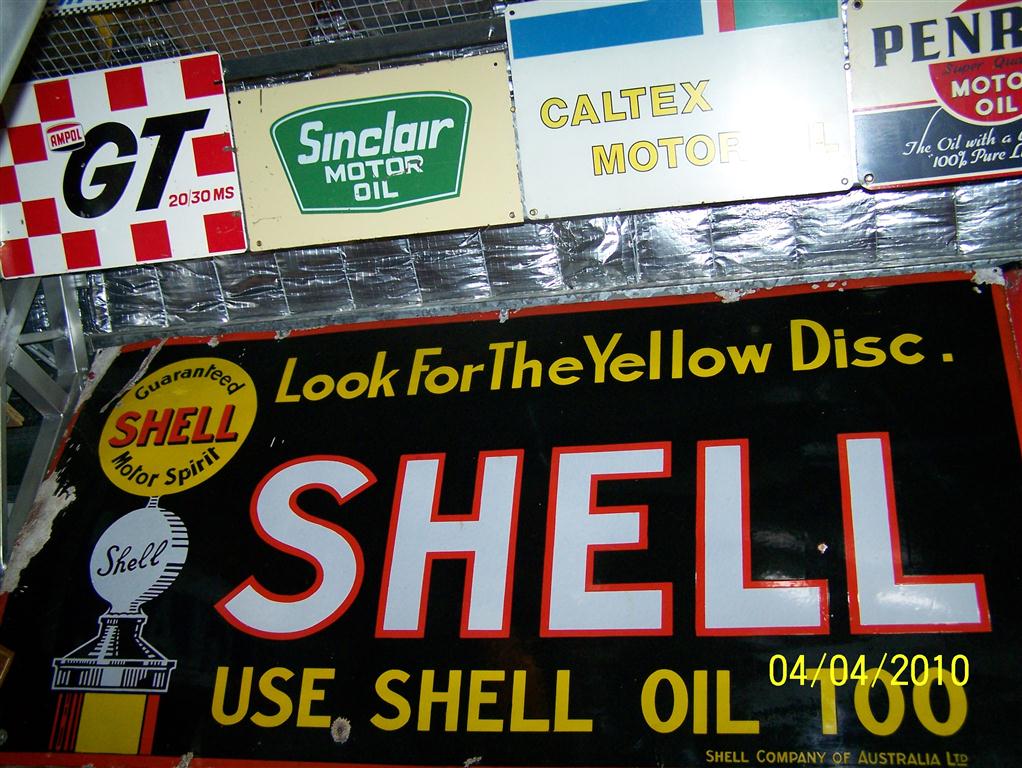 AMPOL
GT
20/30 MS
Sinclair
MOTOR
OIL
CALTEX
MOTOR
PENR
Super
MOTO
OIL
The Oil with a
100% Pure
Look For The Yellow Disc.
Guaranteed
SHELL
Motor Spirit
Shell
SHELL
USE SHELL OIL TOO
04/04/2010
SHELL COMPANY OF AUSTRALIA LTD